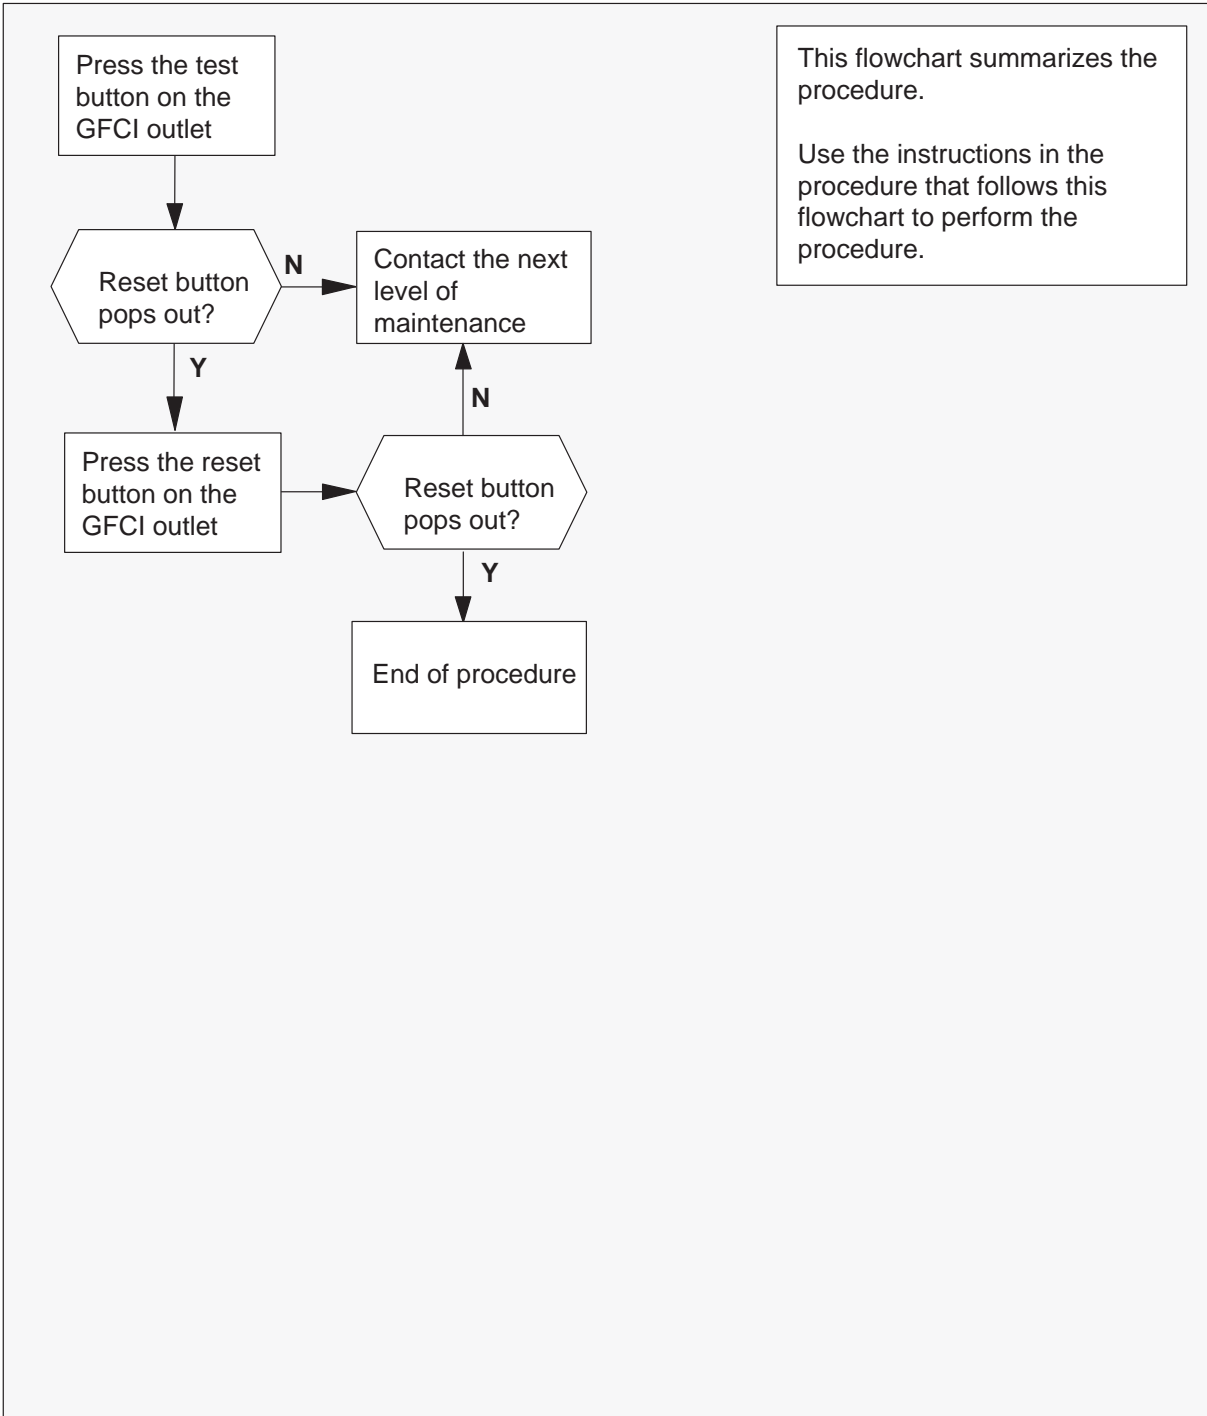 Press the test
button on the
GFCI outlet
This flowchart summarizes the
procedure.
Use the instructions in the
procedure that follows this
flowchart to perform the
procedure.
Reset button
pops out?
N
Contact the next
level of
maintenance
Y
N
Press the reset
button on the
GFCI outlet
Reset button
pops out?
Y
End of procedure